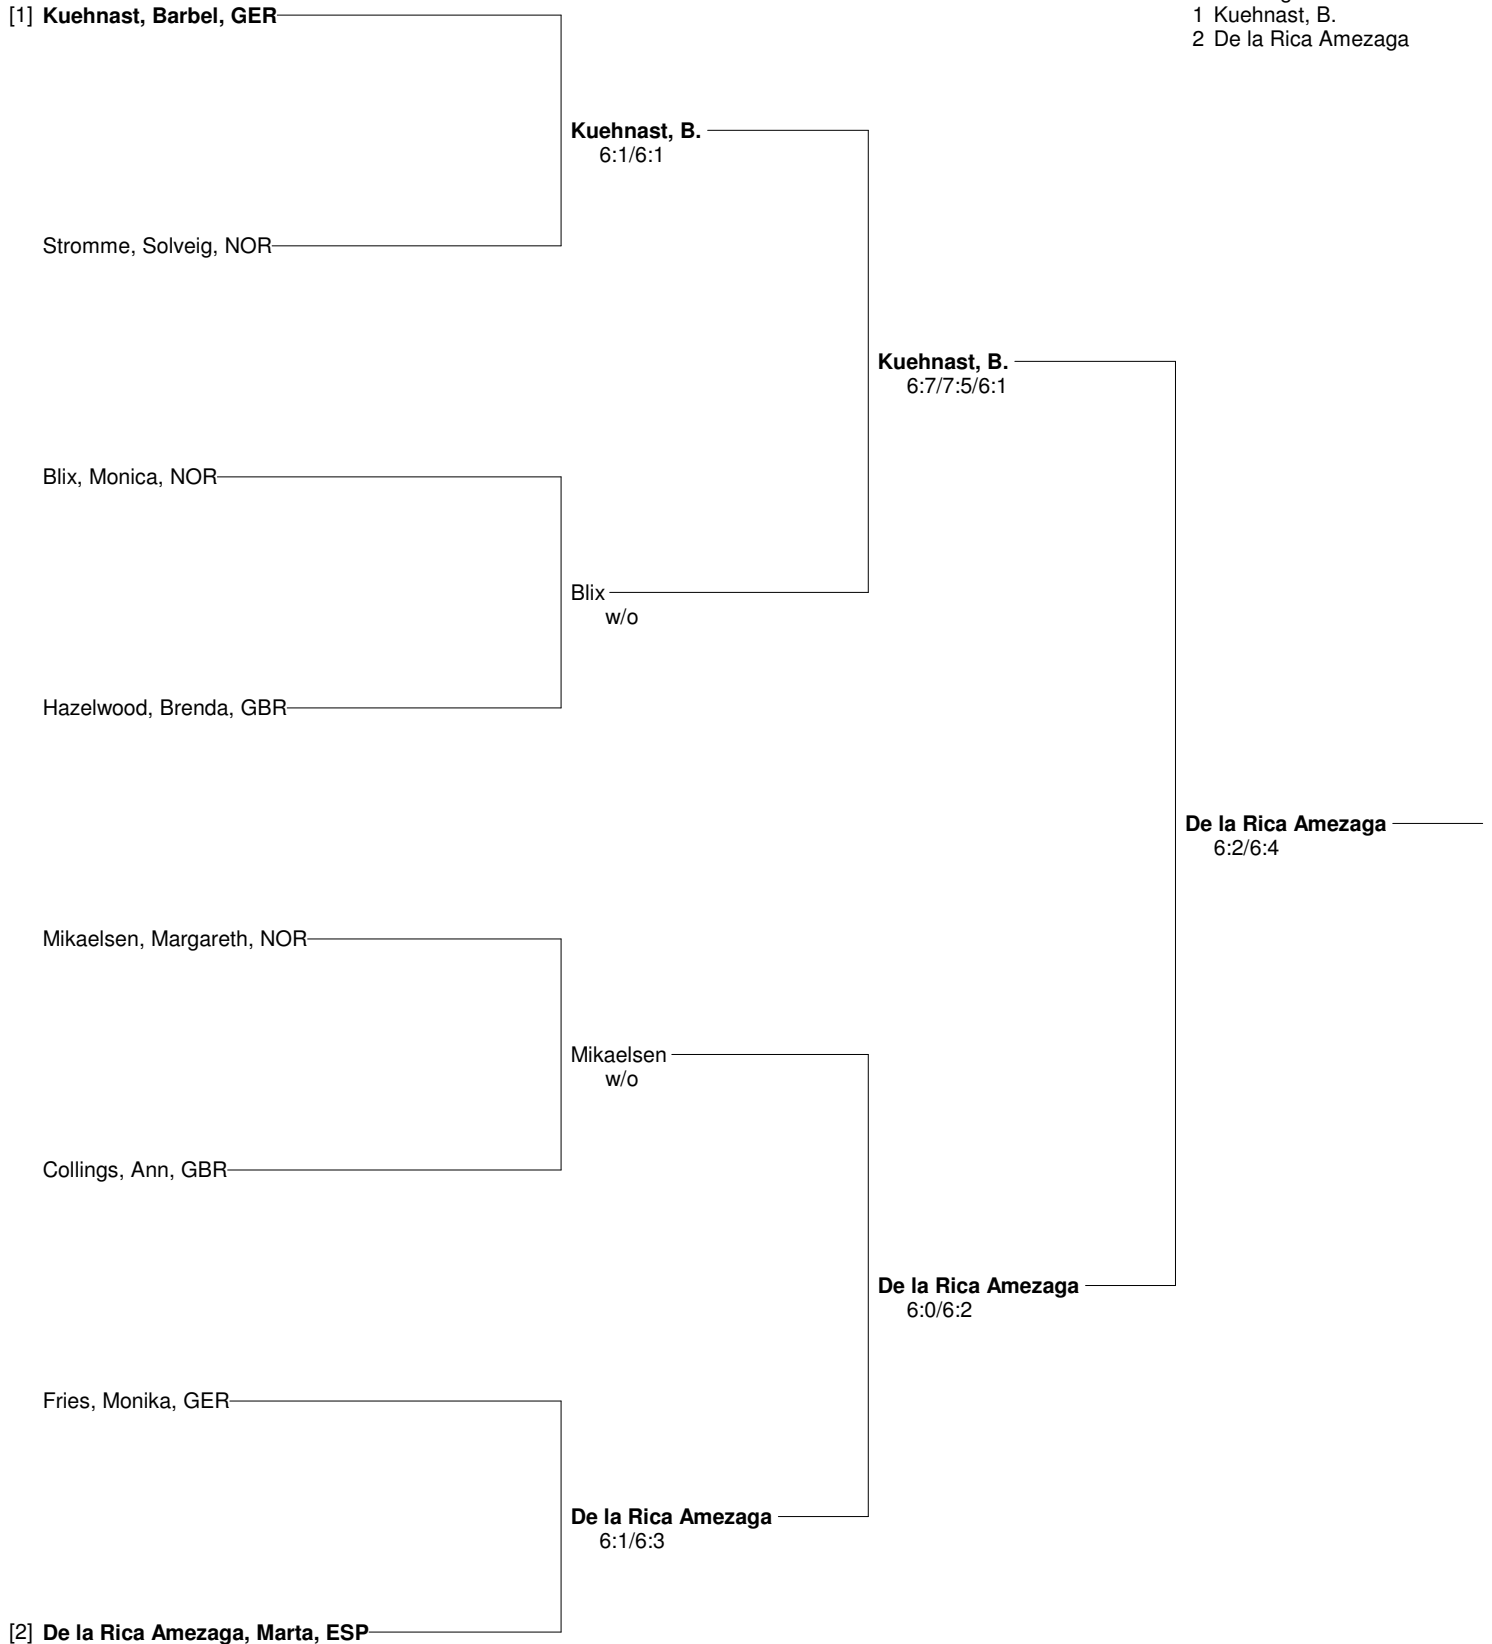 [1] Kuehnast, Barbel, GER
1 Kuehnast, B.
2 De la Rica Amezaga
Kuehnast, B.
6:1/6:1
Stromme, Solveig, NOR
Kuehnast, B.
6:7/7:5/6:1
Blix, Monica, NOR
Blix
w/o
Hazelwood, Brenda, GBR
De la Rica Amezaga
6:2/6:4
Mikaelsen, Margareth, NOR
Mikaelsen
w/o
Collings, Ann, GBR
De la Rica Amezaga
6:0/6:2
Fries, Monika, GER
De la Rica Amezaga
6:1/6:3
[2] De la Rica Amezaga, Marta, ESP